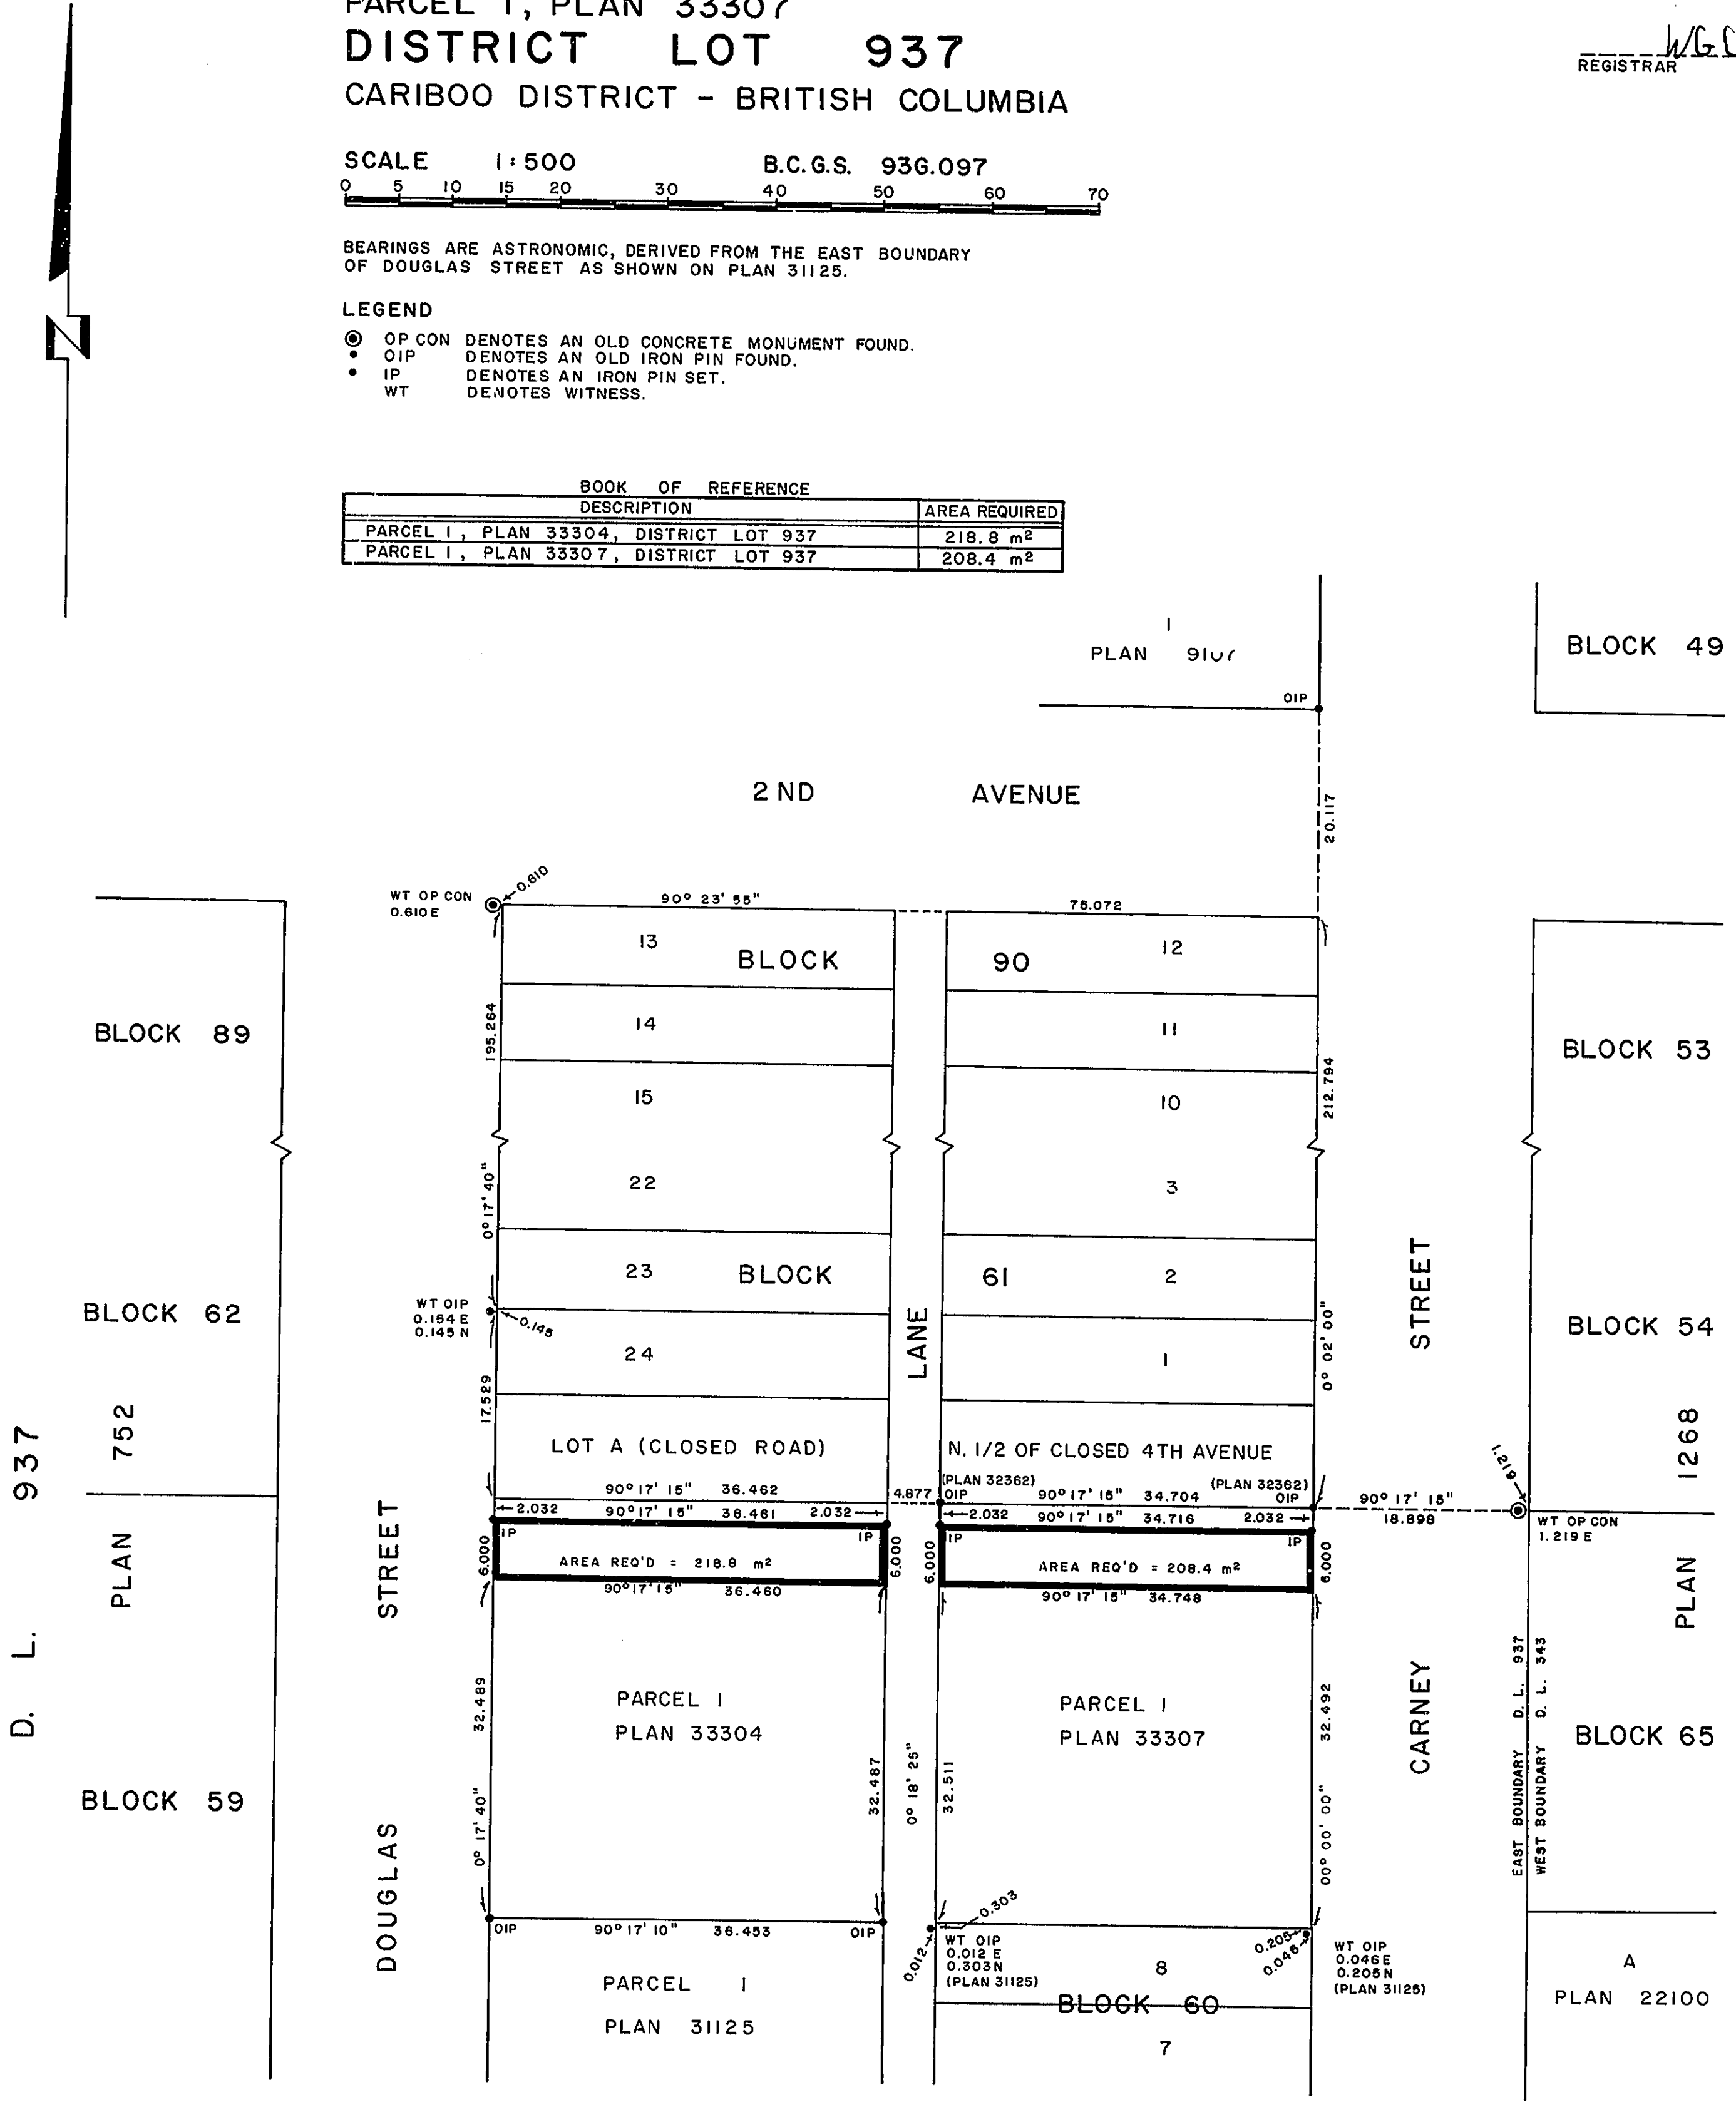 PARCEL 1, PLAN 33307
DISTRICT LOT 937
CARIBOO DISTRICT - BRITISH COLUMBIA
REGISTRAR
SCALE 1:500 B.C.G.S. 93G.097
0 5 10 15 20 30 40 50 60 70
BEARINGS ARE ASTRONOMIC, DERIVED FROM THE EAST BOUNDARY
OF DOUGLAS STREET AS SHOWN ON PLAN 31125.
N
LEGEND
OP CON DENOTES AN OLD CONCRETE MONUMENT FOUND.
OIP DENOTES AN OLD IRON PIN FOUND.
IP DENOTES AN IRON PIN SET.
WT DENOTES WITNESS.
BOOK OF REFERENCE
DESCRIPTION AREA REQUIRED
PARCEL 1, PLAN 33304, DISTRICT LOT 937 218.8 m²
PARCEL 1, PLAN 33307, DISTRICT LOT 937 208.4 m²
1
PLAN 9107
OIP
BLOCK 49
2ND AVENUE
20.117
WT OP CON
0.610 E
0.610
90° 23' 55"
75.072
13
BLOCK 90
12
195.264
14
11
BLOCK 89
BLOCK 53
15
10
212.794
22
3
0° 17' 40"
23
BLOCK 61
2
STREET
BLOCK 62
WT OIP
0.154 E
0.145 N
0.145
BLOCK 54
24
LANE
1
0° 02' 00"
17.529
D. L. 937
PLAN 752
PLAN 1268
LOT A (CLOSED ROAD)
N. 1/2 OF CLOSED 4TH AVENUE
(PLAN 32362) (PLAN 32362)
90° 17' 15" 36.462
4.877
OIP 90° 17' 15" 34.704 OIP
90° 17' 15"
18.898
1.219
WT OP CON
1.219 E
2.032 90° 17' 15" 36.461 2.032
2.032 90° 17' 15" 34.716 2.032
IP IP
IP IP
6.000
AREA REQ'D = 218.8 m²
6.000
6.000
AREA REQ'D = 208.4 m²
6.000
90° 17' 15" 36.460
90° 17' 15" 34.748
STREET
EAST BOUNDARY D. L. 937
WEST BOUNDARY D. L. 343
32.489
PARCEL 1
PLAN 33304
32.487
0° 18' 25"
32.511
PARCEL 1
PLAN 33307
32.492
CARNEY
BLOCK 65
BLOCK 59
0° 17' 40"
00° 00' 00"
DOUGLAS
OIP 90° 17' 10" 36.453 OIP
0.303
0.012
WT OIP
0.012 E
0.303 N
(PLAN 31125)
0.205
0.046
WT OIP
0.046 E
0.205 N
(PLAN 31125)
PARCEL 1
PLAN 31125
8
BLOCK 60
7
A
PLAN 22100